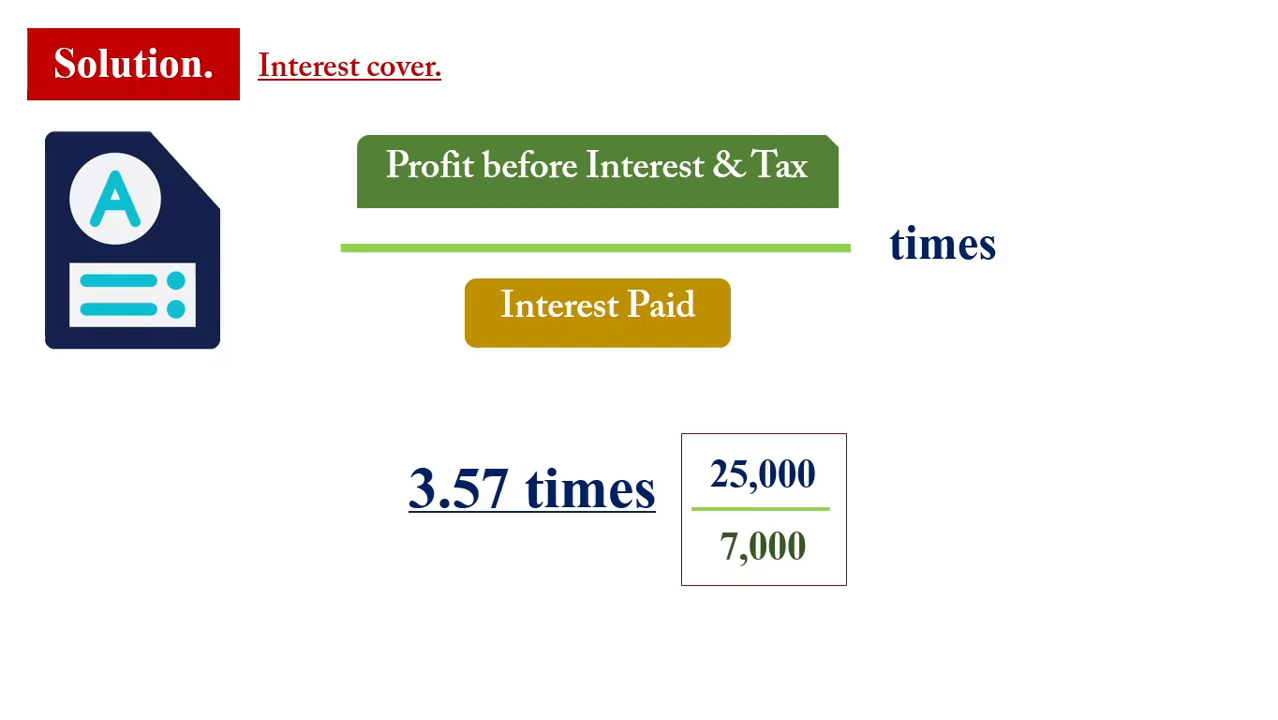 Solution.
Interest cover.
A
Profit before Interest & Tax
times
Interest Paid
3.57 times
25,000
7,000